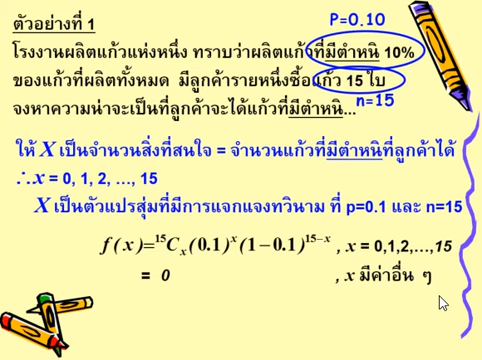 ตัวอย่างที่ 1
P=0.10
โรงงานผลิตแก้วแห่งหนึ่ง ทราบว่าผลิตแก้วที่มีตำหนิ 10%
ของแก้วที่ผลิตทั้งหมด มีลูกค้ารายหนึ่งซื้อแก้ว 15 ใบ
n=15
จงหาความน่าจะเป็นที่ลูกค้าจะได้แก้วที่มีตำหนิ...
ให้ X เป็นจำนวนสิ่งที่สนใจ = จำนวนแก้วที่มีตำหนิที่ลูกค้าได้
∴x = 0, 1, 2, …, 15
X เป็นตัวแปรสุ่มที่มีการแจกแจงทวินาม ที่ p=0.1 และ n=15
f(x)=¹⁵Cₓ(0.1)ˣ(1−0.1)¹⁵⁻ˣ , x = 0,1,2,…,15
= 0 , x มีค่าอื่น ๆ